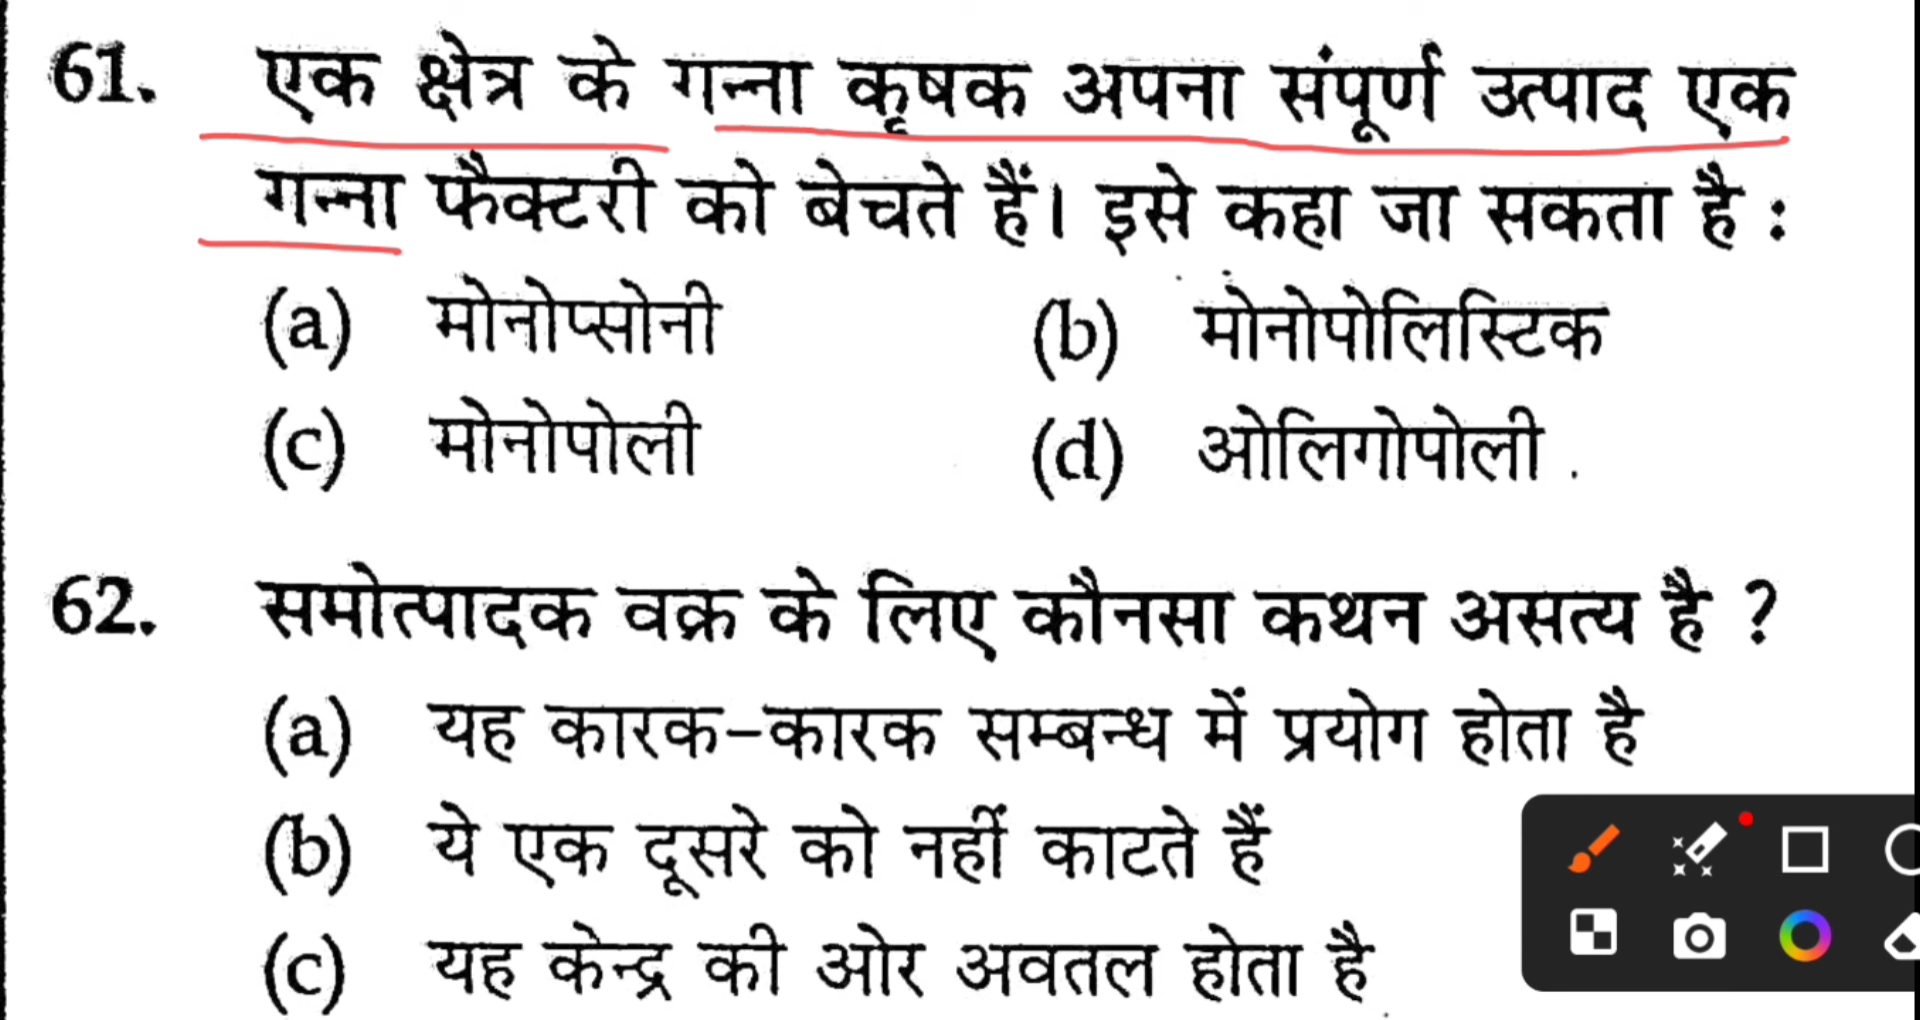 61. एक क्षेत्र के गन्ना कृषक अपना संपूर्ण उत्पाद एक
गन्ना फैक्टरी को बेचते हैं। इसे कहा जा सकता है :
(a) मोनोप्सोनी (b) मोनोपोलिस्टिक
(c) मोनोपोली (d) ओलिगोपोली .
62. समोत्पादक वक्र के लिए कौनसा कथन असत्य है ?
(a) यह कारक-कारक सम्बन्ध में प्रयोग होता है
(b) ये एक दूसरे को नहीं काटते हैं
(c) यह केन्द्र की ओर अवतल होता है